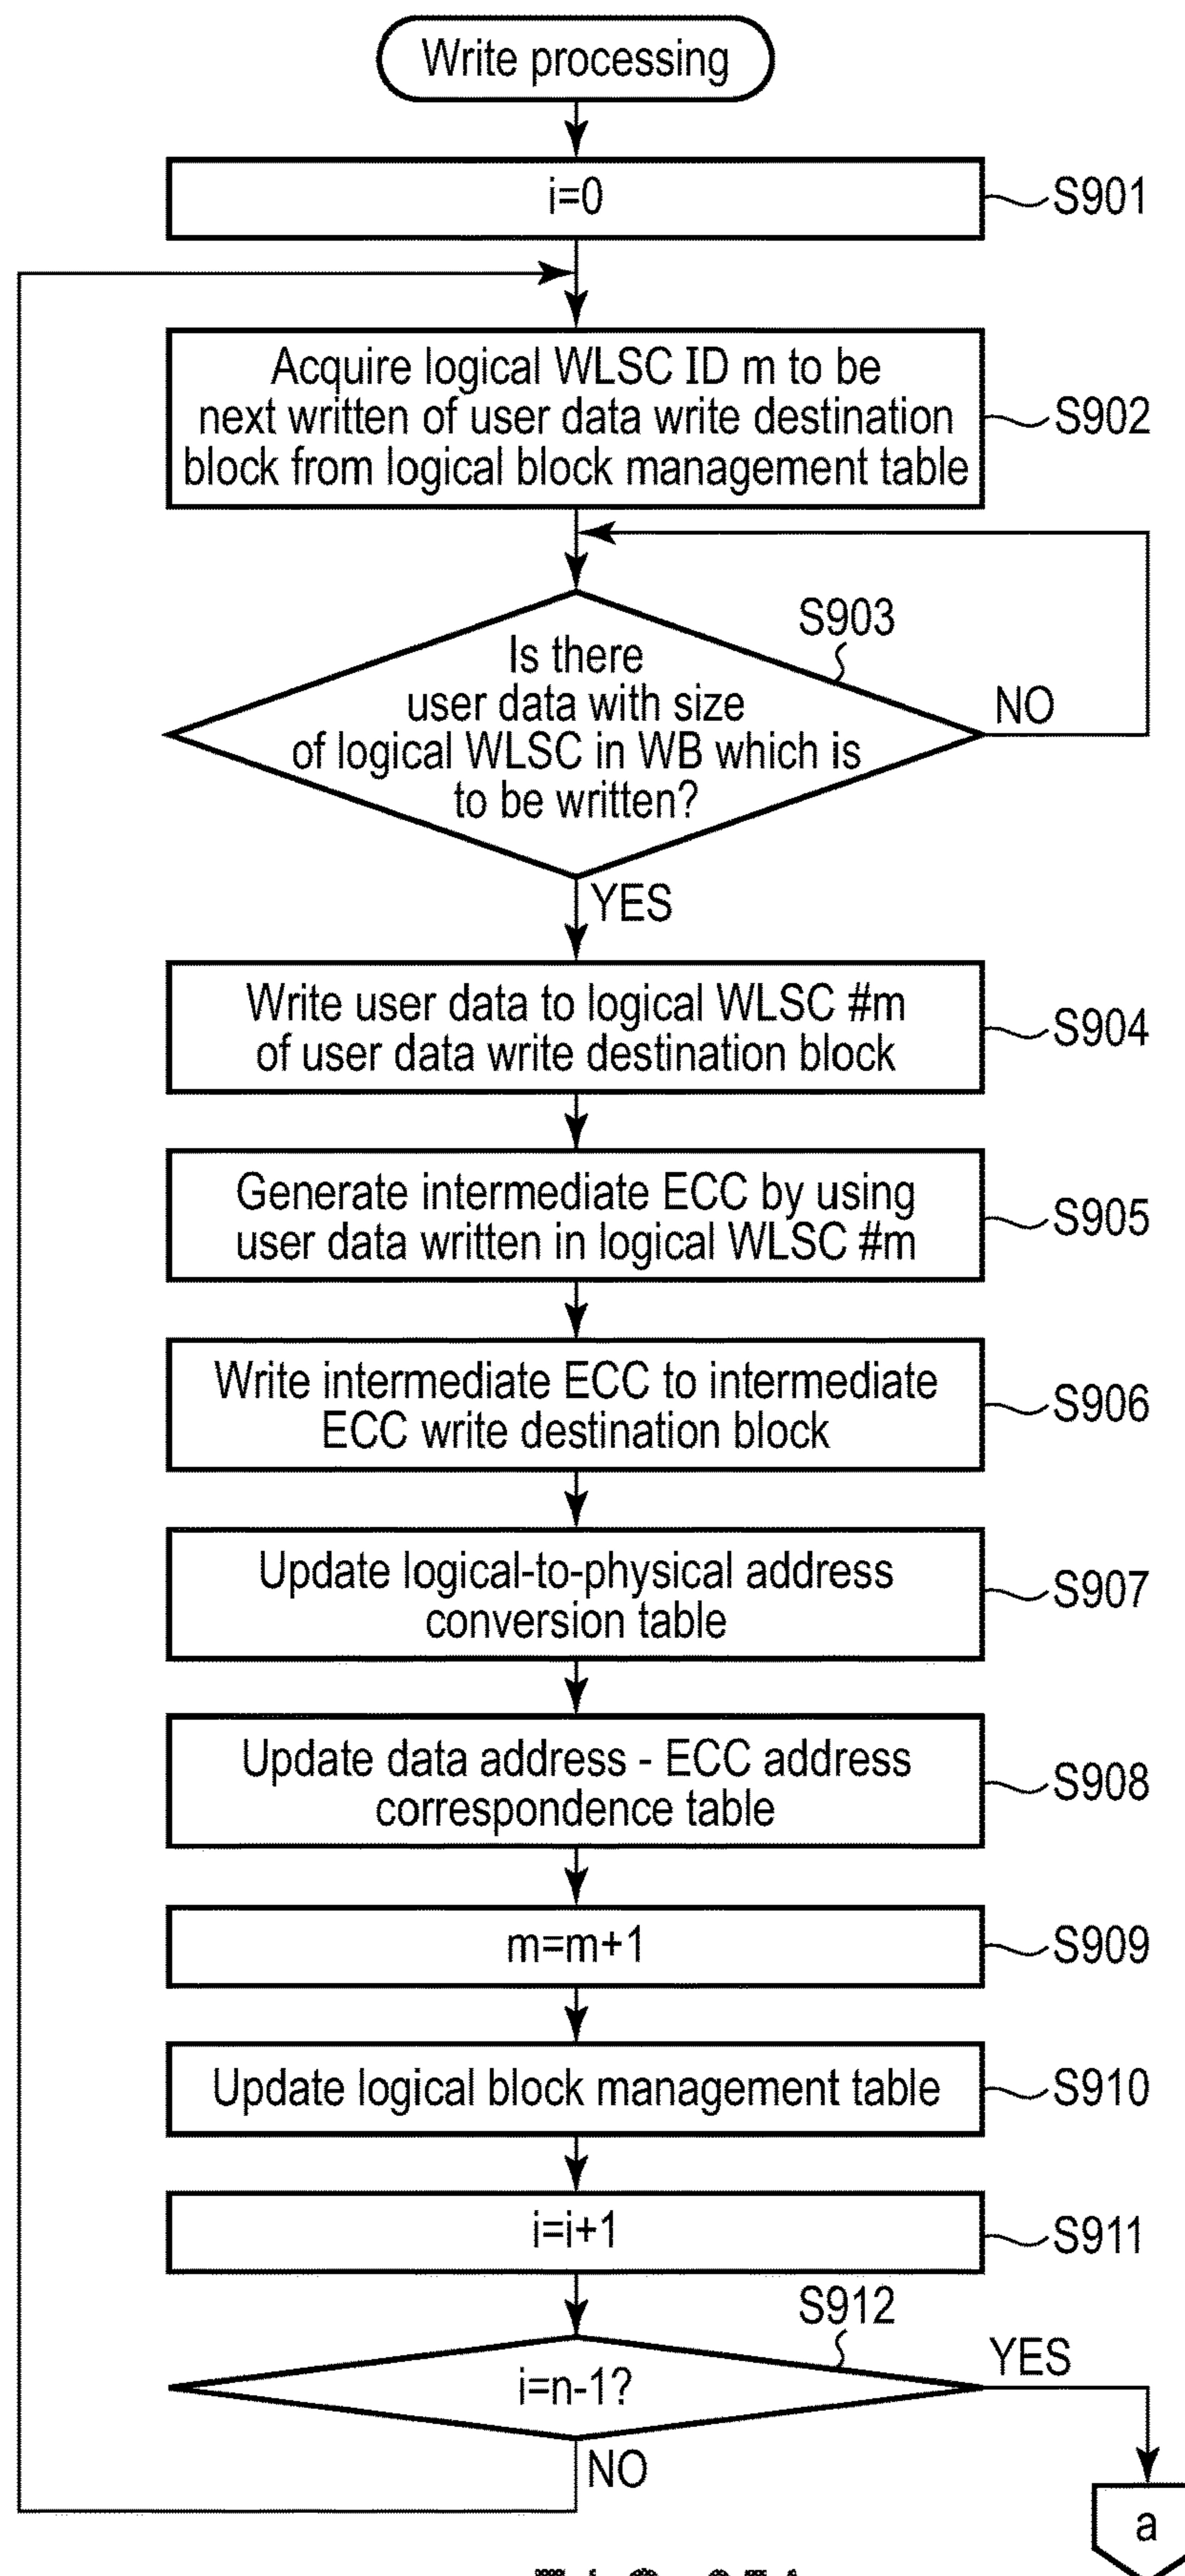 Write processing
i=0
S901
Acquire logical WLSC ID m to be
next written of user data write destination
block from logical block management table
S902
S903
Is there
user data with size
of logical WLSC in WB which is
to be written?
NO
YES
Write user data to logical WLSC #m
of user data write destination block
S904
Generate intermediate ECC by using
user data written in logical WLSC #m
S905
Write intermediate ECC to intermediate
ECC write destination block
S906
Update logical-to-physical address
conversion table
S907
Update data address - ECC address
correspondence table
S908
m=m+1
S909
Update logical block management table
S910
i=i+1
S911
S912
i=n-1?
YES
NO
a